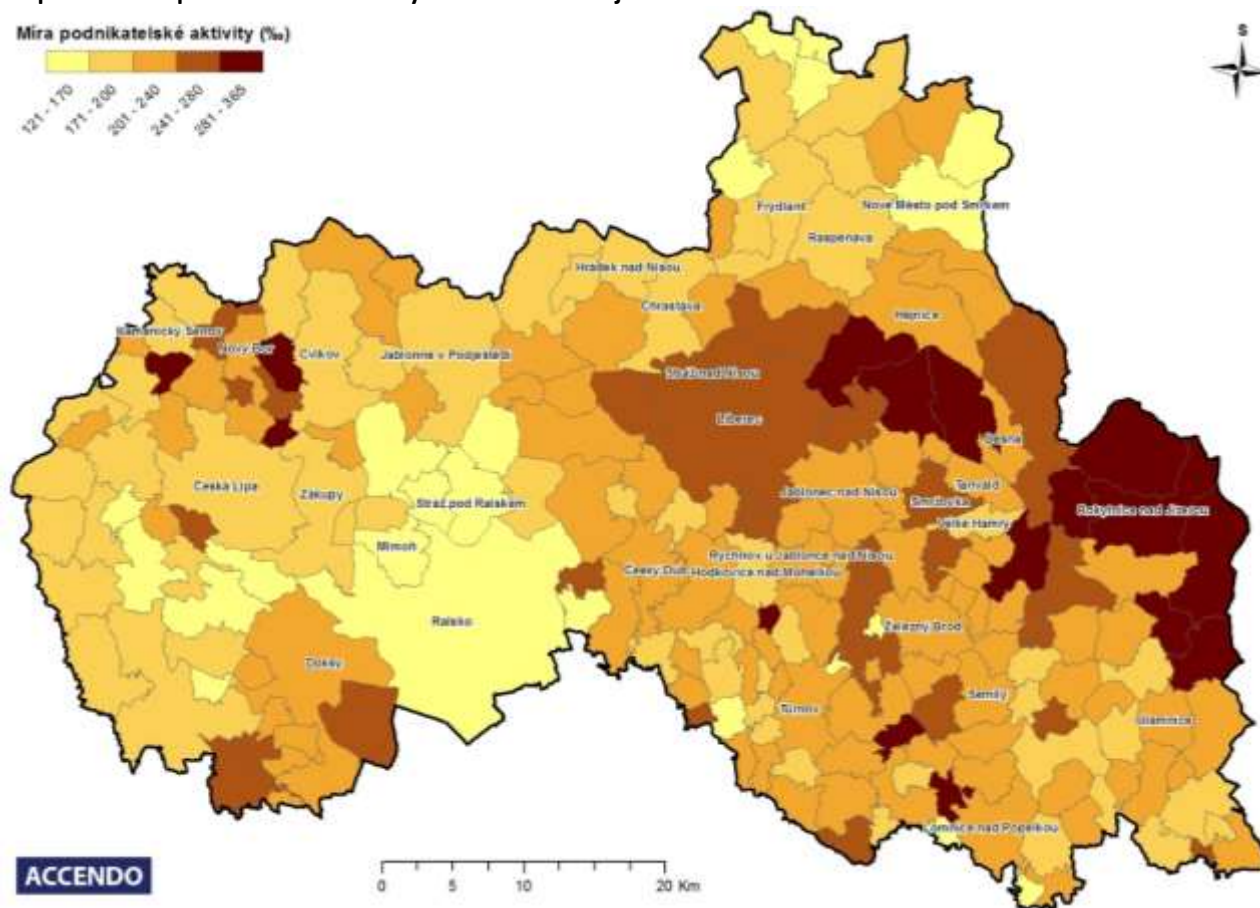 Míra podnikatelské aktivity (‰)
121 - 170
171 - 200
201 - 240
241 - 280
281 - 365
S
Frýdlant
Nové Město pod Smrkem
Raspenava
Hrádek nad Nisou
Chrastava
Hejnice
Kamenický Šenov
Nový Bor
Cvikov
Jablonné v Podještědí
Stráž nad Nisou
Liberec
Desná
Česká Lípa
Zákupy
Stráž pod Ralskem
Jablonec nad Nisou
Tanvald
Smržovka
Rokytnice nad Jizerou
Velké Hamry
Mimoň
Český Dub
Rychnov u Jablonce nad Nisou
Hodkovice nad Mohelkou
Ralsko
Železný Brod
Doksy
Semily
Turnov
Jilemnice
Lomnice nad Popelkou
ACCENDO
0 5 10 20 Km